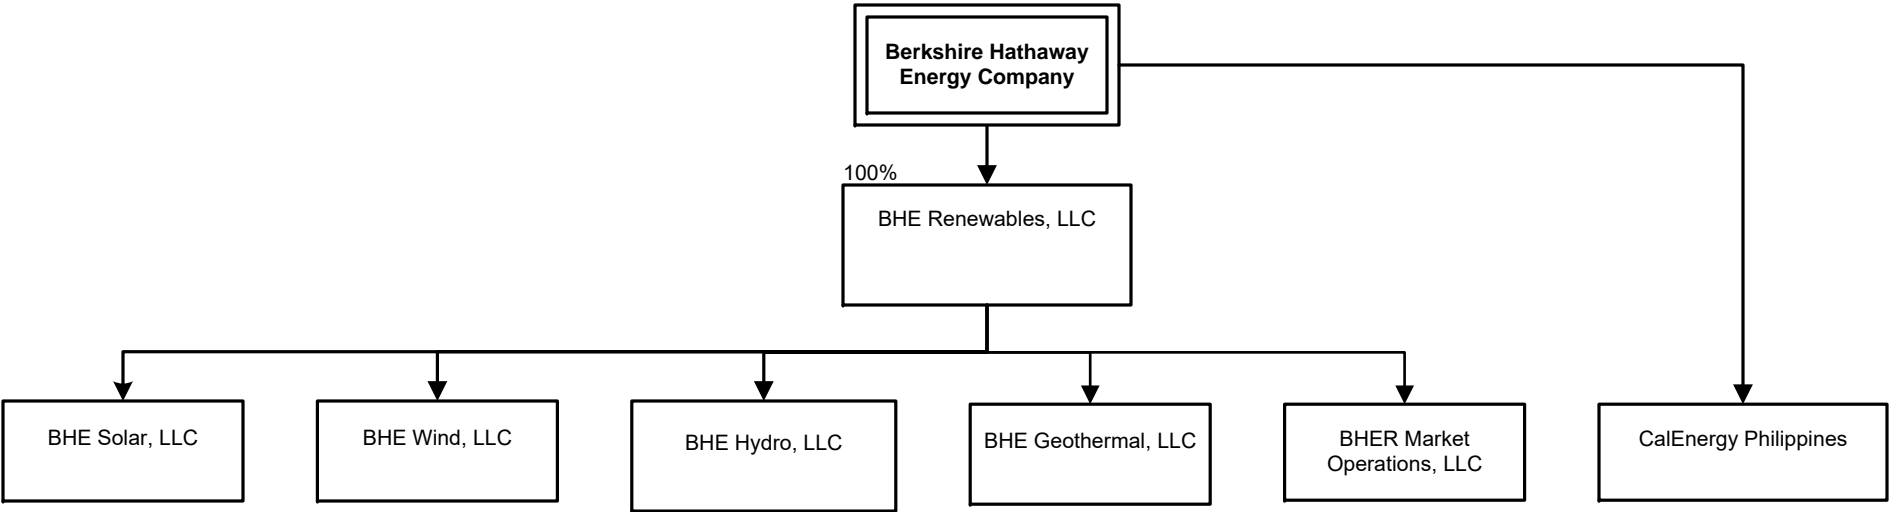 Berkshire Hathaway
Energy Company
100%
BHE Renewables, LLC
BHE Solar, LLC
BHE Wind, LLC
BHE Hydro, LLC
BHE Geothermal, LLC
BHER Market
Operations, LLC
CalEnergy Philippines